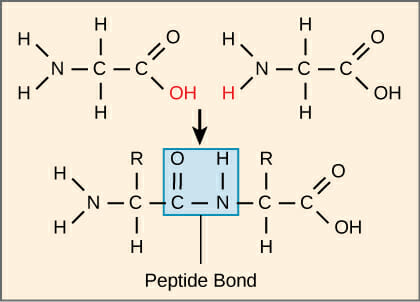 H H H H
O O
N C C N C C
H OH H OH
H H
R O H R
H O
N C C N C C
H OH
H H
Peptide Bond